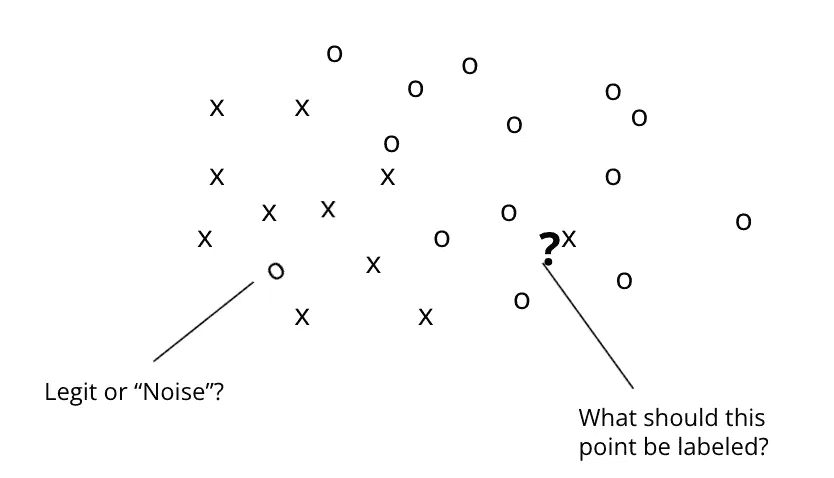 o
o
o
o
x x
o
o
o
x x
o
x
x
o
o
x
o
? x
x
o
o
o
x
x
Legit or “Noise”?
What should this
point be labeled?